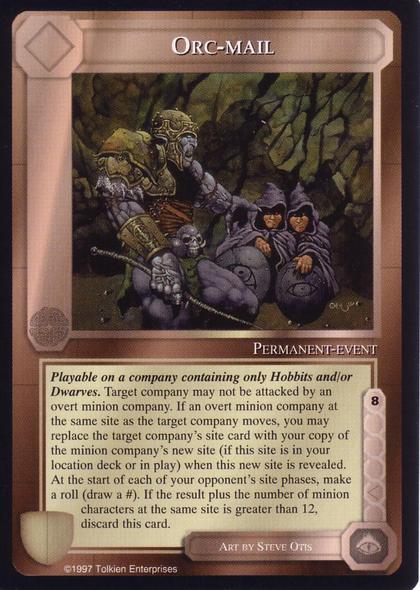 ORC-MAIL
PERMANENT-EVENT
Playable on a company containing only Hobbits and/or
Dwarves. Target company may not be attacked by an
overt minion company. If an overt minion company at
the same site as the target company moves, you may
replace the target company's site card with your copy of
the minion company's new site (if this site is in your
location deck or in play) when this new site is revealed.
At the start of each of your opponent's site phases, make
a roll (draw a #). If the result plus the number of minion
characters at the same site is greater than 12,
discard this card.
8
ART BY STEVE OTIS
©1997 Tolkien Enterprises